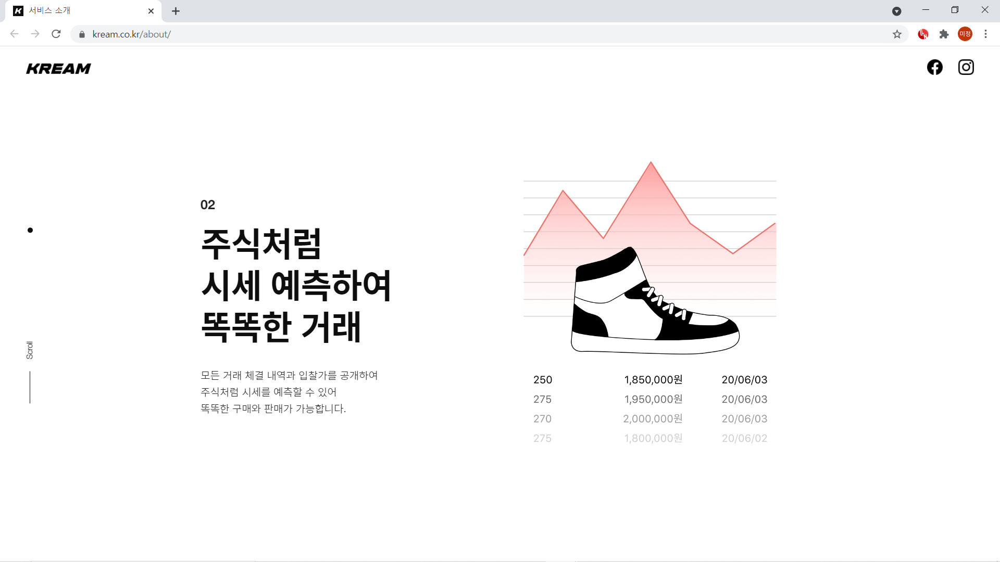 서비스 소개
kream.co.kr/about/
미정
KREAM
02
주식처럼
시세 예측하여
똑똑한 거래
Scroll
모든 거래 체결 내역과 입찰가를 공개하여
주식처럼 시세를 예측할 수 있어
똑똑한 구매와 판매가 가능합니다.
250 1,850,000원 20/06/03
275 1,950,000원 20/06/03
270 2,000,000원 20/06/03
275 1,800,000원 20/06/02